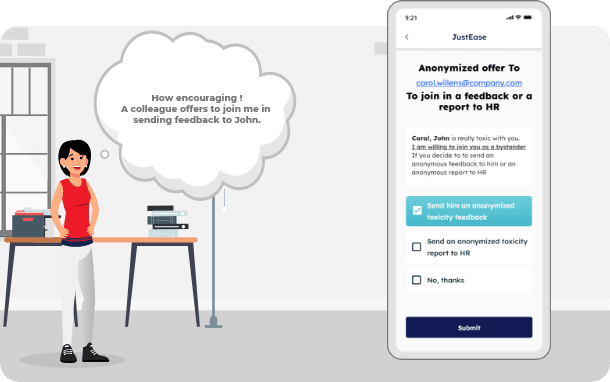 How encouraging !
A colleague offers to join me in
sending feedback to John.
9:21
JustEase
Anonymized offer To
carol.willens@company.com
To join in a feedback or a
report to HR
Caral, John is really toxic with you.
I am willing to join you as a bystander
If you decide to to send an
anonymous feedback to him or an
anonymous report to HR
Send him an anonymized
toxicity feedback
Send an anonymized toxicity
report to HR
No, thanks
Submit